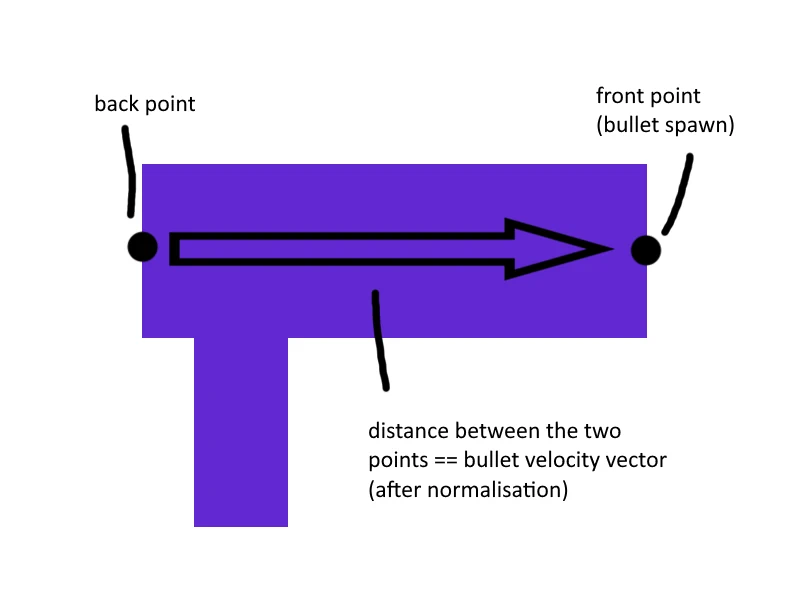 back point
front point
(bullet spawn)
distance between the two
points == bullet velocity vector
(after normalisation)